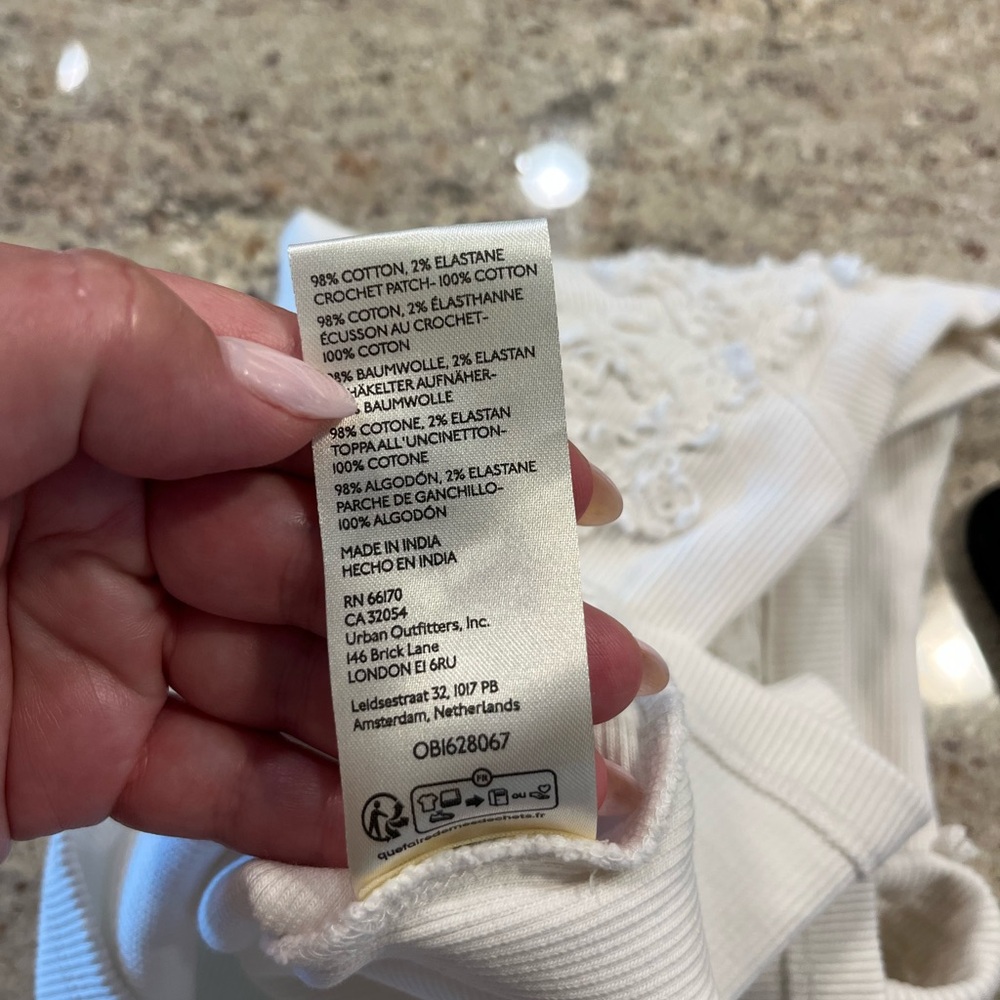 98% COTTON, 2% ELASTANE
CROCHET PATCH- 100% COTTON
98% COTON, 2% ÉLASTHANNE
ÉCUSSON AU CROCHET-
100% COTON
98% BAUMWOLLE, 2% ELASTAN
HÄKELTER AUFNÄHER-
% BAUMWOLLE
98% COTONE, 2% ELASTAN
TOPPA ALL'UNCINETTON-
100% COTONE
98% ALGODÓN, 2% ELASTANE
PARCHE DE GANCHILLO-
100% ALGODÓN
MADE IN INDIA
HECHO EN INDIA
RN 66170
CA 32054
Urban Outfitters, Inc.
146 Brick Lane
LONDON E1 6RU
Leidsestraat 32, 1017 PB
Amsterdam, Netherlands
OB1628067
FR
ou
quefairedemesdechets.fr